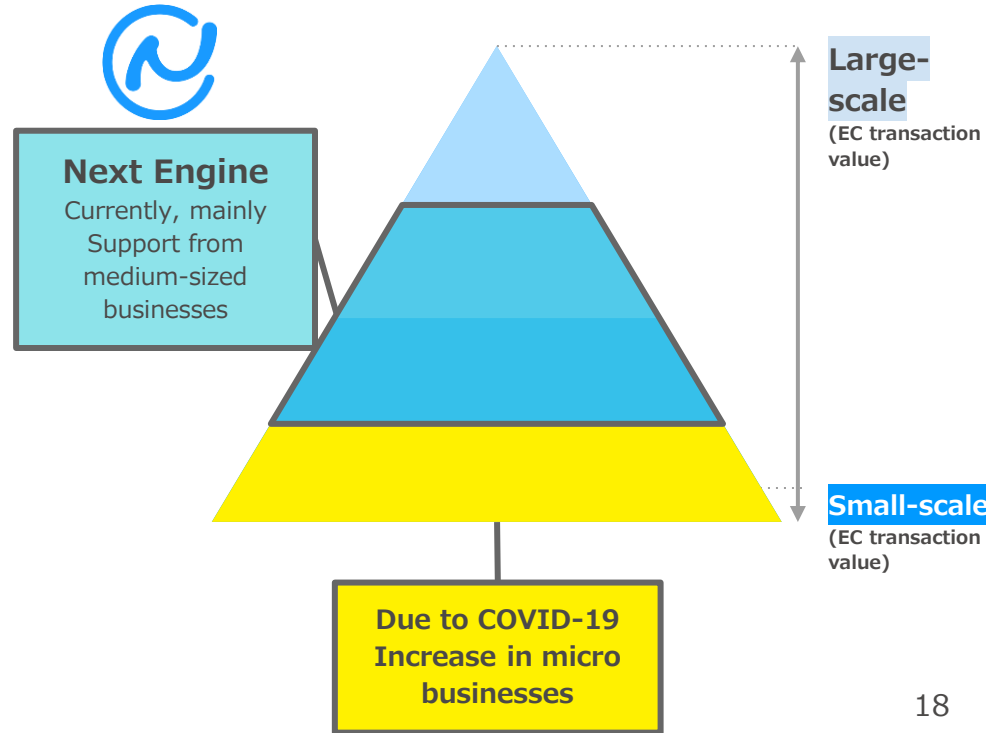 Next Engine
Currently, mainly
Support from
medium-sized
businesses
Large-
scale
(EC transaction
value)
Small-scale
(EC transaction
value)
Due to COVID-19
Increase in micro
businesses
18